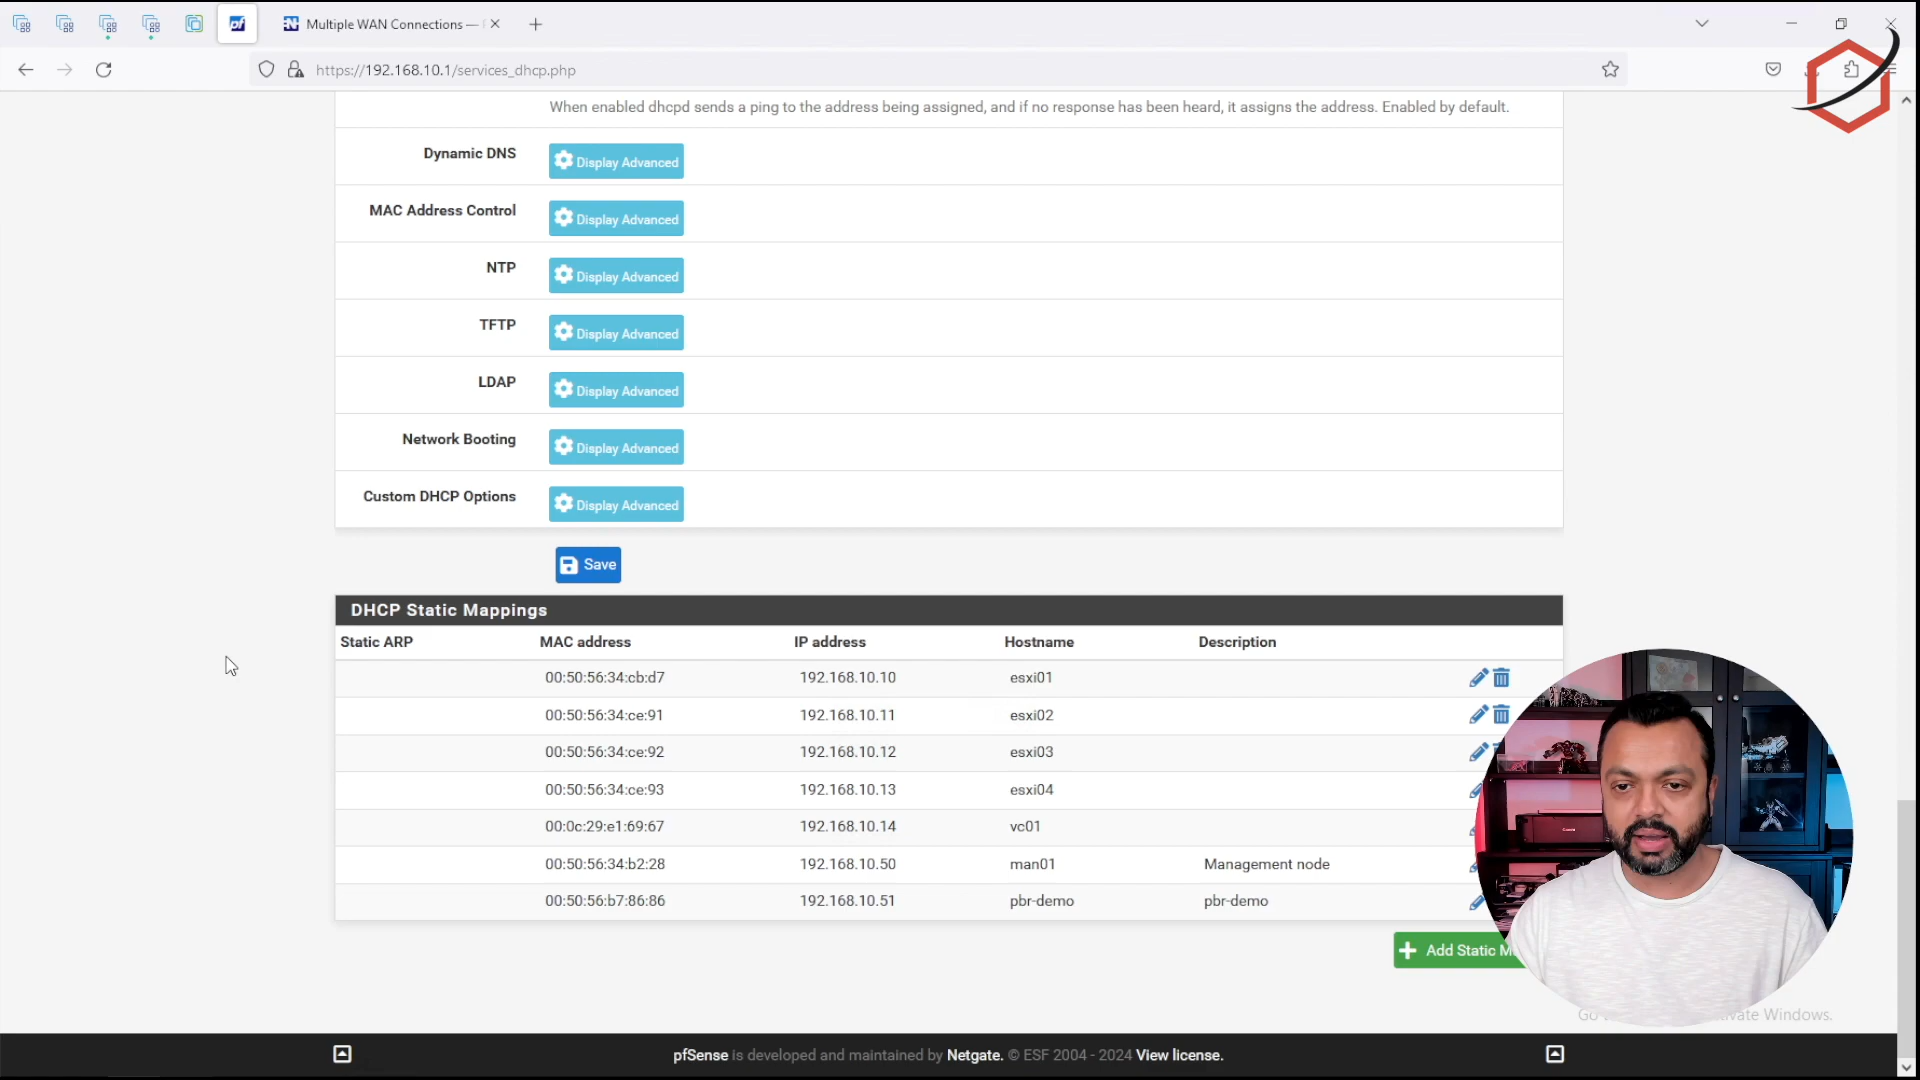 Multiple WAN Connections —
https://192.168.10.1/services_dhcp.php
When enabled dhcpd sends a ping to the address being assigned, and if no response has been heard, it assigns the address. Enabled by default.
Dynamic DNS Display Advanced
MAC Address Control Display Advanced
NTP Display Advanced
TFTP Display Advanced
LDAP Display Advanced
Network Booting Display Advanced
Custom DHCP Options Display Advanced
Save
DHCP Static Mappings
Static ARP MAC address IP address Hostname Description
00:50:56:34:cb:d7 192.168.10.10 esxi01
00:50:56:34:ce:91 192.168.10.11 esxi02
00:50:56:34:ce:92 192.168.10.12 esxi03
00:50:56:34:ce:93 192.168.10.13 esxi04
00:0c:29:e1:69:67 192.168.10.14 vc01
00:50:56:34:b2:28 192.168.10.50 man01 Management node
00:50:56:b7:86:86 192.168.10.51 pbr-demo pbr-demo
Add Static
Windows.
pfSense is developed and maintained by Netgate. © ESF 2004 - 2024 View license.